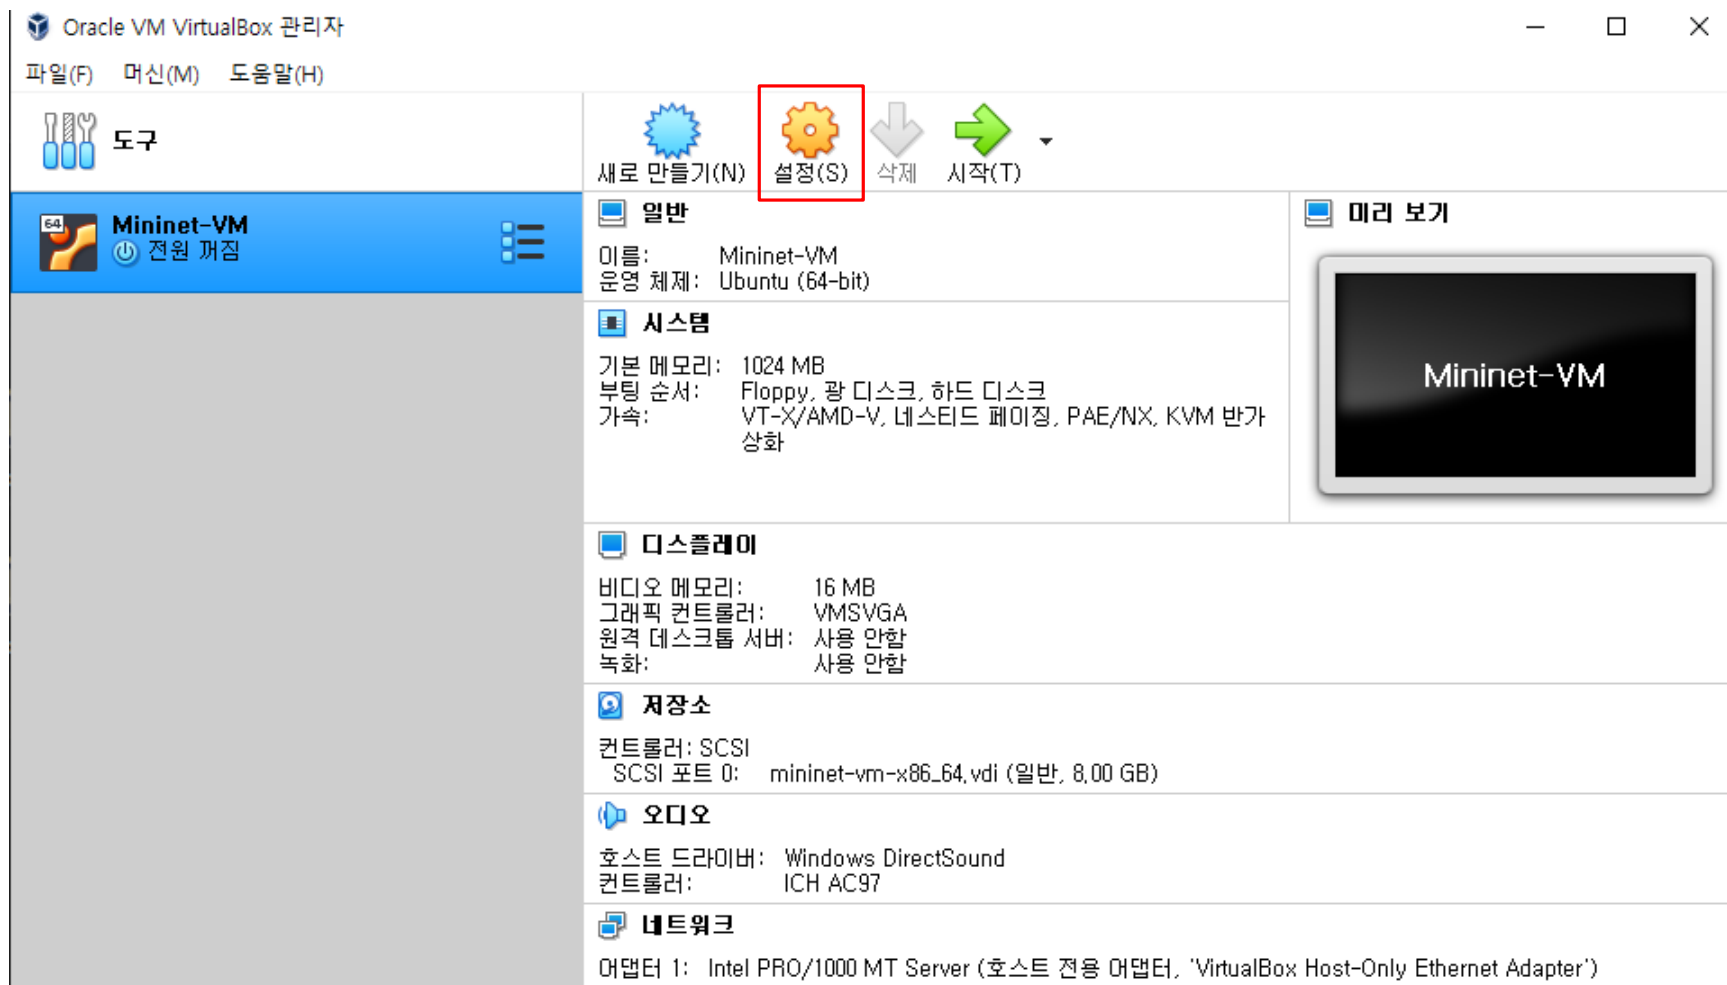 Oracle VM VirtualBox 관리자
파일(F) 머신(M) 도움말(H)
도구
새로 만들기(N) 설정(S) 삭제 시작(T)
64
Mininet-VM
전원 꺼짐
일반
이름: Mininet-VM
운영 체제: Ubuntu (64-bit)
미리 보기
Mininet-VM
시스템
기본 메모리: 1024 MB
부팅 순서: Floppy, 광 디스크, 하드 디스크
가속: VT-X/AMD-V, 네스티드 페이징, PAE/NX, KVM 반가
상화
디스플레이
비디오 메모리: 16 MB
그래픽 컨트롤러: VMSVGA
원격 데스크톱 서버: 사용 안함
녹화: 사용 안함
저장소
컨트롤러: SCSI
SCSI 포트 0: mininet-vm-x86_64.vdi (일반, 8.00 GB)
오디오
호스트 드라이버: Windows DirectSound
컨트롤러: ICH AC97
네트워크
어댑터 1: Intel PRO/1000 MT Server (호스트 전용 어댑터, 'VirtualBox Host-Only Ethernet Adapter')